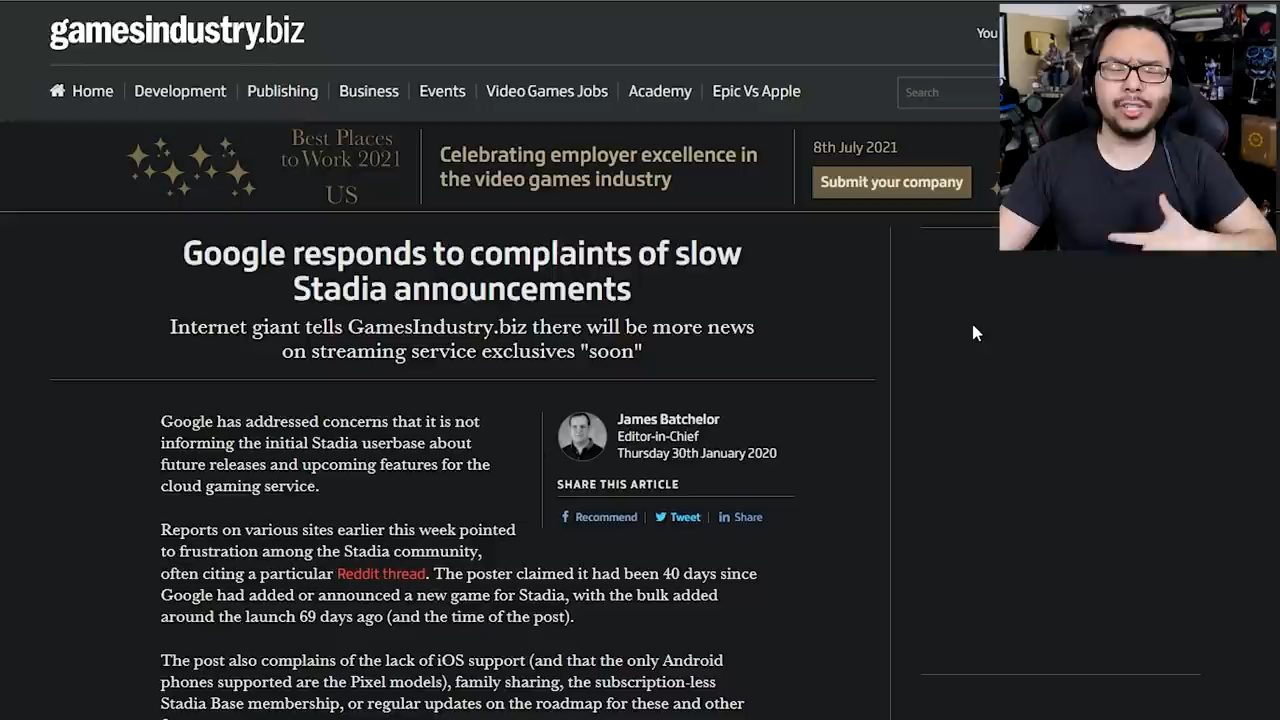 gamesindustry.biz
You
Home
Development
Publishing
Business
Events
Video Games Jobs
Academy
Epic Vs Apple
Search
Best Places
to Work 2021
US
Celebrating employer excellence in
the video games industry
8th July 2021
Submit your company
Google responds to complaints of slow
Stadia announcements
Internet giant tells GamesIndustry.biz there will be more news
on streaming service exclusives "soon"
Google has addressed concerns that it is not
informing the initial Stadia userbase about
future releases and upcoming features for the
cloud gaming service.
James Batchelor
Editor-in-Chief
Thursday 30th January 2020
SHARE THIS ARTICLE
Recommend
Tweet
Share
Reports on various sites earlier this week pointed
to frustration among the Stadia community,
often citing a particular Reddit thread. The poster claimed it had been 40 days since
Google had added or announced a new game for Stadia, with the bulk added
around the launch 69 days ago (and the time of the post).
The post also complains of the lack of iOS support (and that the only Android
phones supported are the Pixel models), family sharing, the subscription-less
Stadia Base membership, or regular updates on the roadmap for these and other